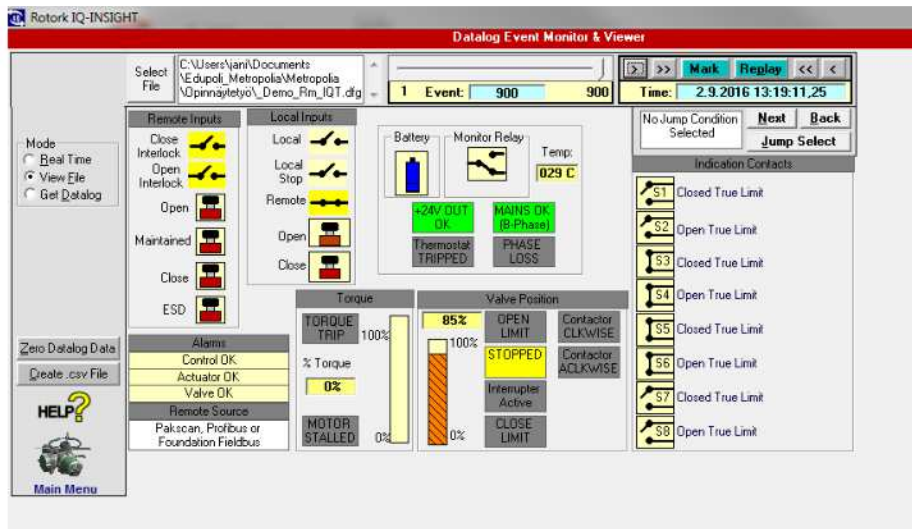 Rotork IQ-INSIGHT
Datalog Event Monitor & Viewer
Select
File
C:\Users\jani\Documents
\Edupoli_Metropolia\Metropolia
\Opinnäytetyö\_Demo_Rm_IQT.dfg
1 Event: 900 900
> >> Mark Replay << <
Time: 2.9.2016 13:19:11,25
No Jump Condition
Selected
Next Back
Jump Select
Mode
Real Time
View File
Get Datalog
Zero Datalog Data
Create .csv File
HELP?
Main Menu
Remote Inputs
Close
Interlock
Open
Interlock
Open
Maintained
Close
ESD
Local Inputs
Local
Local
Stop
Remote
Open
Close
Battery
Monitor Relay
Temp:
029 C
+24V OUT
OK
MAINS OK
(B-Phase)
Thermostat
TRIPPED
PHASE
LOSS
Alarms
Control OK
Actuator OK
Valve OK
Remote Source
Pakscan, Profibus or
Foundation Fieldbus
Torque
TORQUE
TRIP
100%
% Torque
0%
MOTOR
STALLED
0%
Valve Position
85%
100%
0%
OPEN
LIMIT
STOPPED
Interrupter
Active
CLOSE
LIMIT
Contactor
CLKWISE
Contactor
ACLKWISE
Indication Contacts
S1 Closed True Limit
S2 Open True Limit
S3 Closed True Limit
S4 Open True Limit
S5 Closed True Limit
S6 Open True Limit
S7 Closed True Limit
S8 Open True Limit